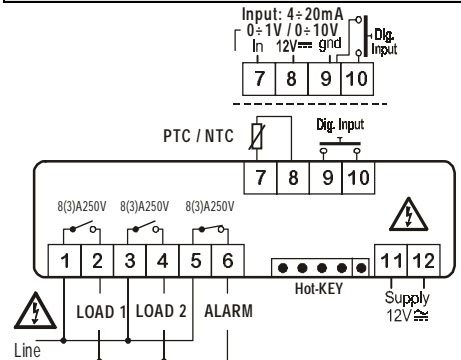 Input: 4÷20mA
0÷1V / 0÷10V
In 12V gnd
Dig.
Input
7 8 9 10
PTC / NTC
Dig. Input
7 8 9 10
8(3)A250V 8(3)A250V 8(3)A250V
1 2 3 4 5 6 11 12
Hot-KEY
LOAD 1 LOAD 2 ALARM
Supply
12V
Line